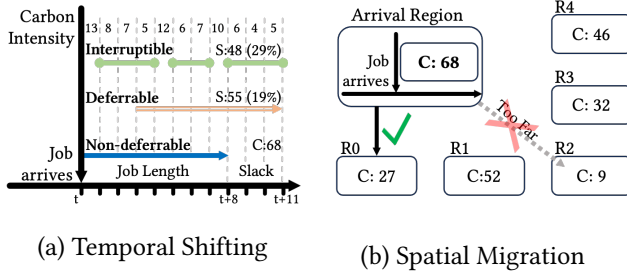 Carbon
Intensity
13 8 7 5 7 12 6 7 10 6 4 5
Interruptible S:48 (29%)
Deferrable S:55 (19%)
Non-deferrable C:68
Job
arrives
Job Length Slack
t t+8 t+11
(a) Temporal Shifting
Arrival Region
Job
arrives
C: 68
Too Far
R4
C: 46
R3
C: 32
R0 R1 R2
C: 27 C:52 C: 9
(b) Spatial Migration